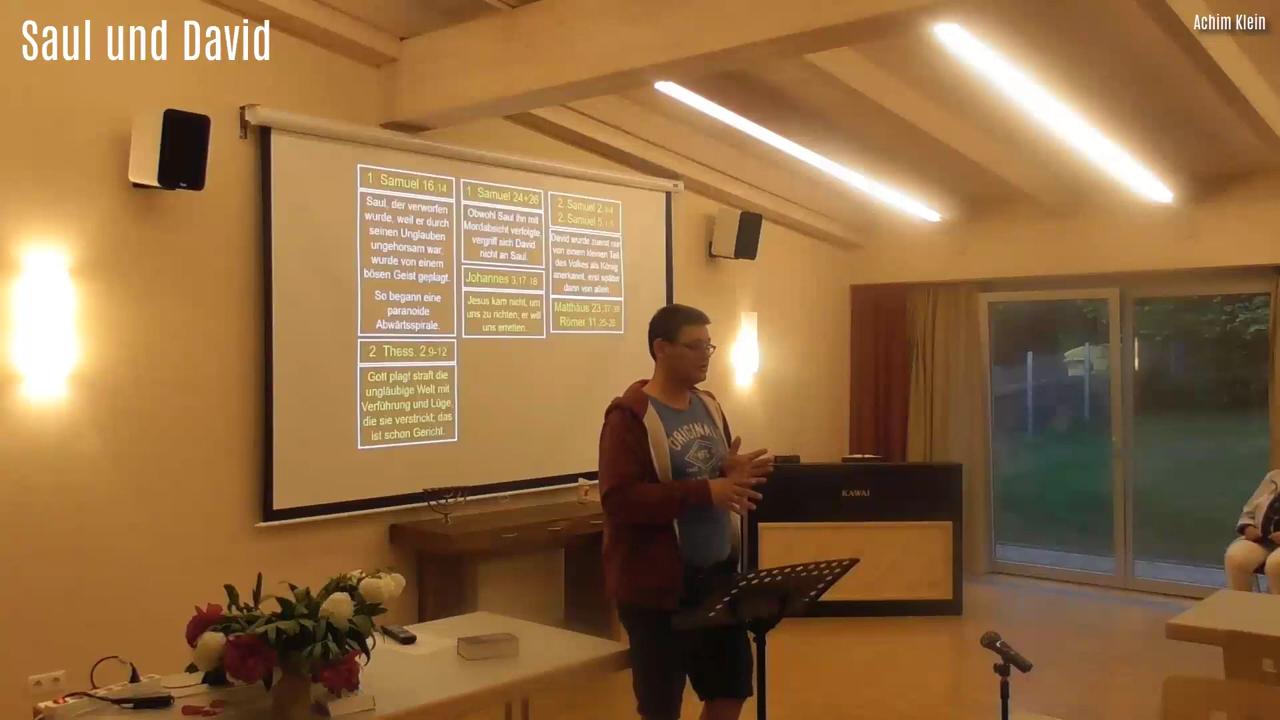 Saul und David
Achim Klein
1 Samuel 16,14
Saul, der verworfen
wurde, weil er durch
seinen Unglauben
ungehorsam war,
wurde von einem
bösen Geist geplagt.
So begann eine
paranoide
Abwärtsspirale.
2 Thess. 2,9-12
Gott plagt straft die
ungläubige Welt mit
Verführung und Lüge,
die sie verstrickt; das
ist schon Gericht.
1 Samuel 24+26
Obwohl Saul ihn mit
Mordabsicht verfolgte,
vergriff sich David
nicht an Saul.
Johannes 3,17-18
Jesus kam nicht, um
uns zu richten; er will
uns erretten.
2. Samuel 2,
2. Samuel 5,
David wurde zuerst nur
von einem kleinen Teil
des Volkes als König
anerkannt, erst später
dann von allen.
Matthäus 23,37-39
Römer 11,25-26
ORIGINAL
KAWAI